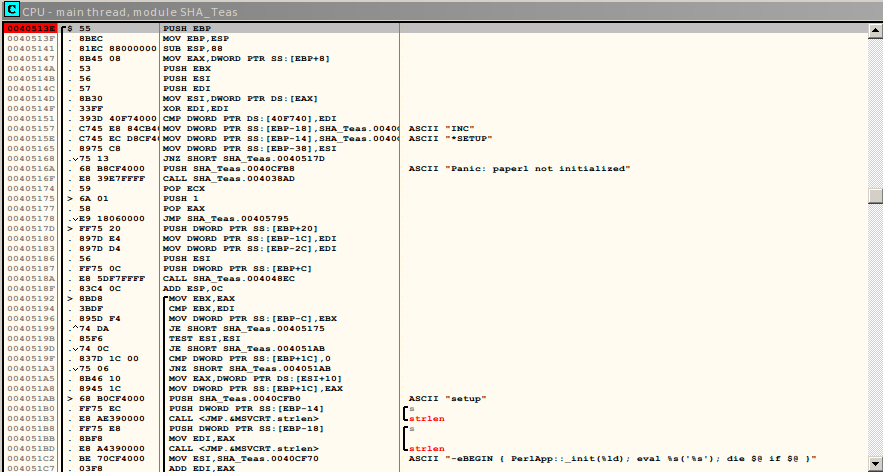 C CPU - main thread, module SHA_Teas
0040513E $ 55 PUSH EBP
0040513F . 8BEC MOV EBP,ESP
00405141 . 81EC 88000000 SUB ESP,88
00405147 . 8B45 08 MOV EAX,DWORD PTR SS:[EBP+8]
0040514A . 53 PUSH EBX
0040514B . 56 PUSH ESI
0040514C . 57 PUSH EDI
0040514D . 8B30 MOV ESI,DWORD PTR DS:[EAX]
0040514F . 33FF XOR EDI,EDI
00405151 . 393D 40F74000 CMP DWORD PTR DS:[40F740],EDI
00405157 . C745 E8 84CB4 MOV DWORD PTR SS:[EBP-18],SHA_Teas.0040 ASCII "INC"
0040515E . C745 EC D8CF4 MOV DWORD PTR SS:[EBP-14],SHA_Teas.0040 ASCII "*SETUP"
00405165 . 8975 C8 MOV DWORD PTR SS:[EBP-38],ESI
00405168 . 75 13 JNZ SHORT SHA_Teas.0040517D
0040516A . 68 B8CF4000 PUSH SHA_Teas.0040CFB8 ASCII "Panic: paperl not initialized"
0040516F . E8 39E7FFFF CALL SHA_Teas.004038AD
00405174 . 59 POP ECX
00405175 > 6A 01 PUSH 1
00405177 . 58 POP EAX
00405178 . E9 18060000 JMP SHA_Teas.00405795
0040517D > FF75 20 PUSH DWORD PTR SS:[EBP+20]
00405180 . 897D E4 MOV DWORD PTR SS:[EBP-1C],EDI
00405183 . 897D D4 MOV DWORD PTR SS:[EBP-2C],EDI
00405186 . 56 PUSH ESI
00405187 . FF75 0C PUSH DWORD PTR SS:[EBP+C]
0040518A . E8 5DF7FFFF CALL SHA_Teas.004048EC
0040518F . 83C4 0C ADD ESP,0C
00405192 > 8BD8 MOV EBX,EAX
00405194 . 3BDF CMP EBX,EDI
00405196 . 895D F4 MOV DWORD PTR SS:[EBP-C],EBX
00405199 .^74 DA JE SHORT SHA_Teas.00405175
0040519B . 85F6 TEST ESI,ESI
0040519D . 74 0C JE SHORT SHA_Teas.004051AB
0040519F . 837D 1C 00 CMP DWORD PTR SS:[EBP+1C],0
004051A3 . 75 06 JNZ SHORT SHA_Teas.004051AB
004051A5 . 8B46 10 MOV EAX,DWORD PTR DS:[ESI+10]
004051A8 . 8945 1C MOV DWORD PTR SS:[EBP+1C],EAX
004051AB > 68 B0CF4000 PUSH SHA_Teas.0040CFB0 ASCII "setup"
004051B0 . FF75 EC PUSH DWORD PTR SS:[EBP-14] s
004051B3 . E8 AE390000 CALL <JMP.&MSVCRT.strlen> strlen
004051B8 . FF75 E8 PUSH DWORD PTR SS:[EBP-18] s
004051BB . 8BF8 MOV EDI,EAX
004051BD . E8 A4390000 CALL <JMP.&MSVCRT.strlen> strlen
004051C2 . BE 70CF4000 MOV ESI,SHA_Teas.0040CF70 ASCII "-eBEGIN { PerlApp::_init(%ld); eval %s('%s'); die $@ if $@ }"
004051C7 . 03F8 ADD EDI,EAX